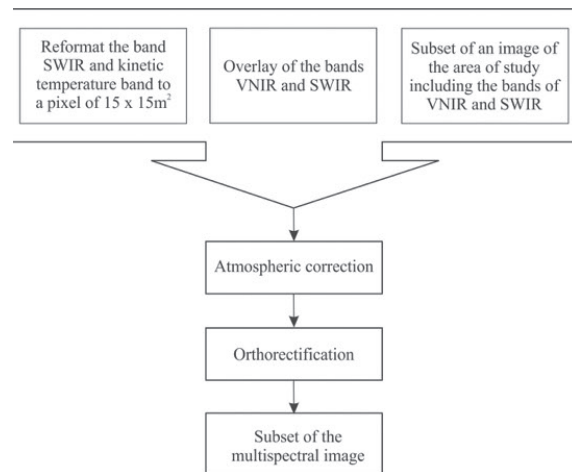 Reformat the band
SWIR and kinetic
temperature band to
a pixel of 15 x 15m²
Overlay of the bands
VNIR and SWIR
Subset of an image of
the area of study
including the bands of
VNIR and SWIR
Atmospheric correction
Orthorectification
Subset of the
multispectral image